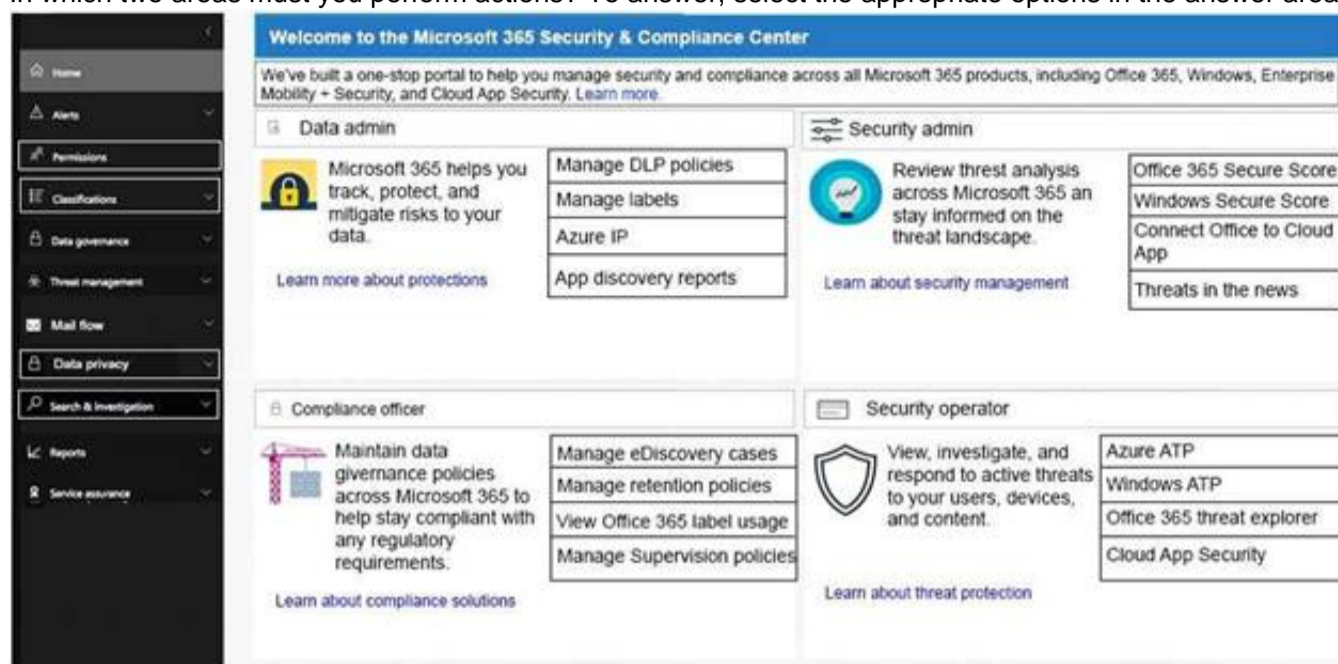 in which two areas must you perform actions? To answer, select the appropriate options in the answer area
Home
Alerts
Permissions
Classifications
Data governance
Threat management
Mail flow
Data privacy
Search & investigation
Reports
Service assurance
Welcome to the Microsoft 365 Security & Compliance Center
We've built a one-stop portal to help you manage security and compliance across all Microsoft 365 products, including Office 365, Windows, Enterprise
Mobility + Security, and Cloud App Security. Learn more.
Data admin
Microsoft 365 helps you
track, protect, and
mitigate risks to your
data.
Learn more about protections
Manage DLP policies
Manage labels
Azure IP
App discovery reports
Security admin
Review threst analysis
across Microsoft 365 an
stay informed on the
threat landscape.
Learn about security management
Office 365 Secure Score
Windows Secure Score
Connect Office to Cloud
App
Threats in the news
Compliance officer
Maintain data
givernance policies
across Microsoft 365 to
help stay compliant with
any regulatory
requirements.
Learn about compliance solutions
Manage eDiscovery cases
Manage retention policies
View Office 365 label usage
Manage Supervision policies
Security operator
View, investigate, and
respond to active threats
to your users, devices,
and content.
Learn about threat protection
Azure ATP
Windows ATP
Office 365 threat explorer
Cloud App Security